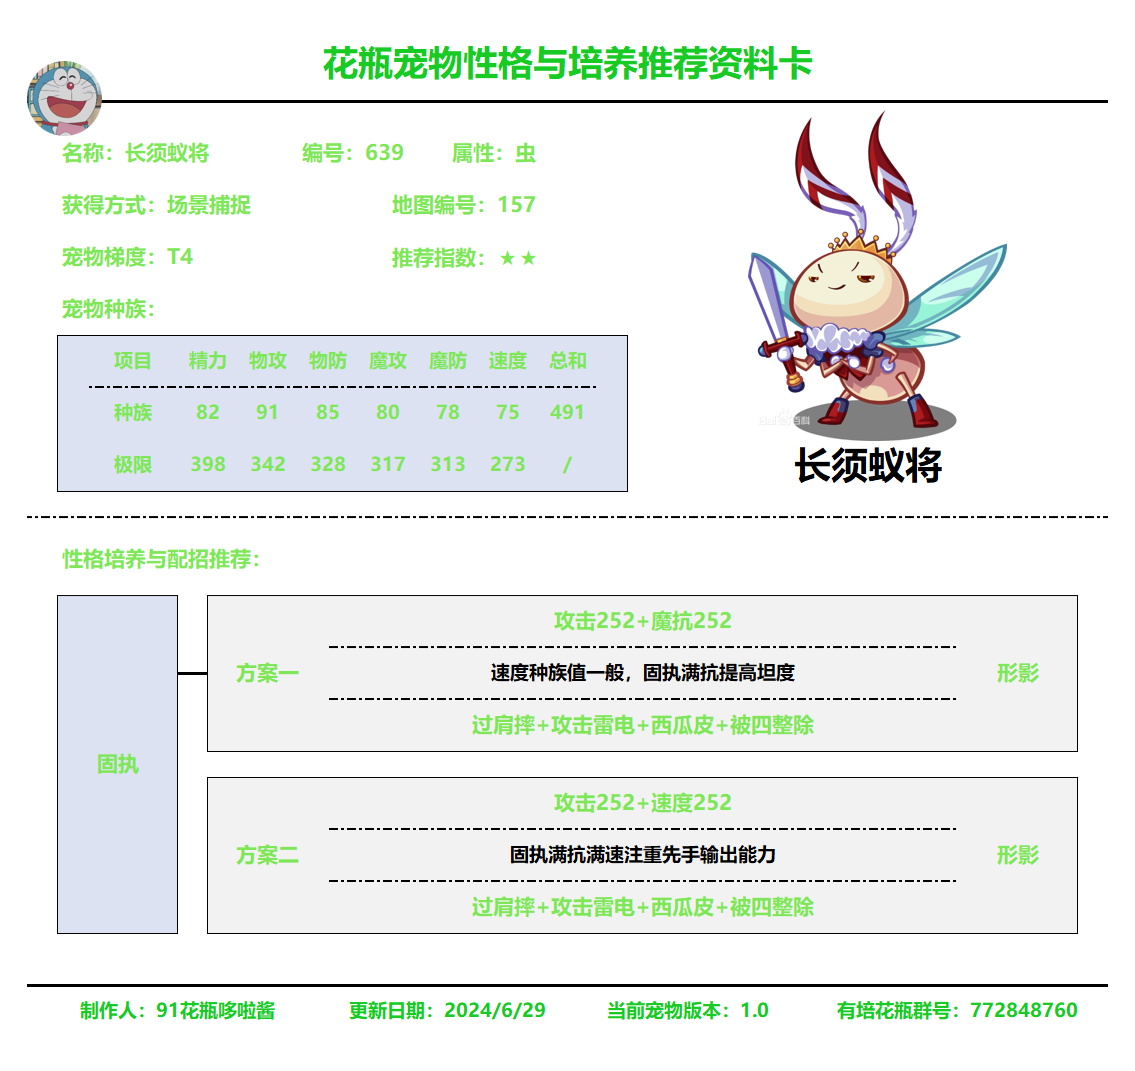 花瓶宠物性格与培养推荐资料卡
名称：长须蚁将 编号：639 属性：虫
获得方式：场景捕捉 地图编号：157
宠物梯度：T4 推荐指数：★★
宠物种族：
项目 精力 物攻 物防 魔攻 魔防 速度 总和
种族 82 91 85 80 78 75 491
极限 398 342 328 317 313 273 /
Bai百科
长须蚁将
性格培养与配招推荐：
固执
方案一
攻击252+魔抗252
速度种族值一般，固执满抗提高坦度
过肩摔+攻击雷电+西瓜皮+被四整除
形影
方案二
攻击252+速度252
固执满抗满速注重先手输出能力
过肩摔+攻击雷电+西瓜皮+被四整除
形影
制作人：91花瓶哆啦酱 更新日期：2024/6/29 当前宠物版本：1.0 有培花瓶群号：772848760